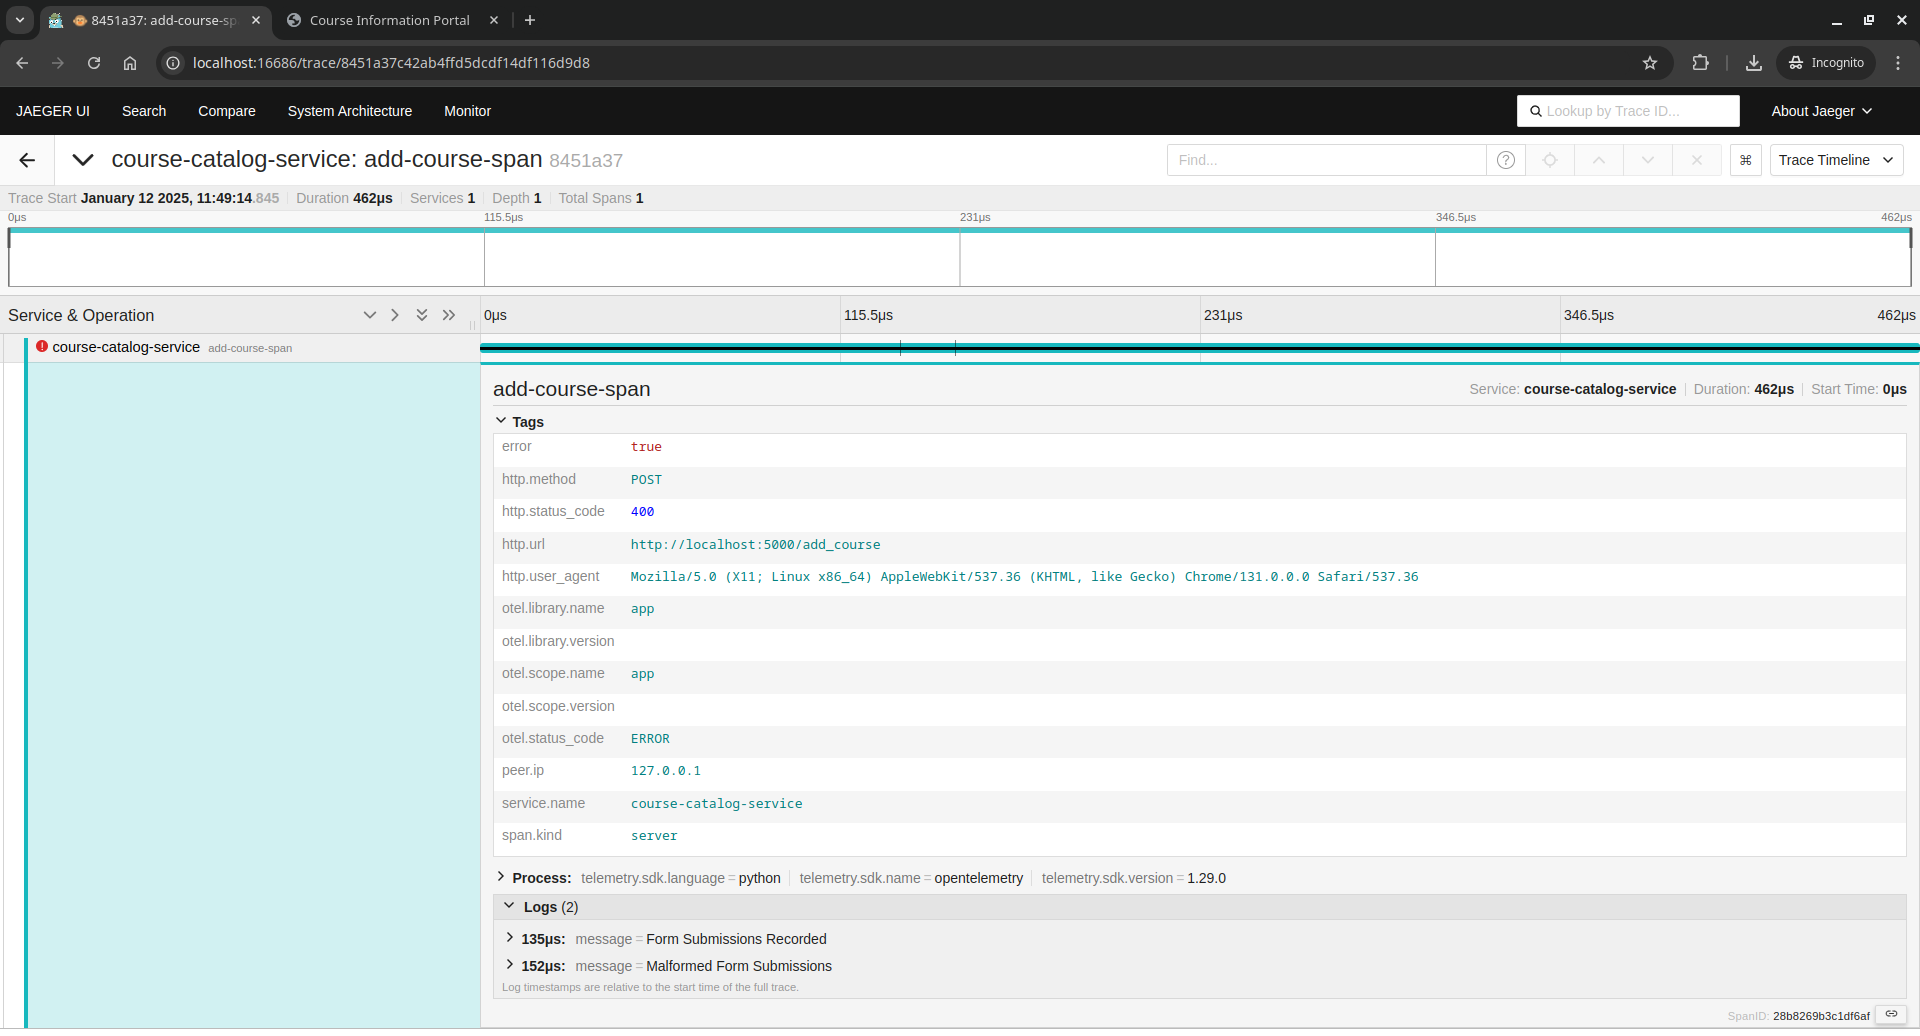 8451a37: add-course-sp
Course Information Portal
localhost:16686/trace/8451a37c42ab4ffd5dcdf14df116d9d8
Incognito
JAEGER UI Search Compare System Architecture Monitor Lookup by Trace ID... About Jaeger
course-catalog-service: add-course-span 8451a37 Find... ? ⌘ Trace Timeline
Trace Start January 12 2025, 11:49:14.845 Duration 462μs Services 1 Depth 1 Total Spans 1
0μs 115.5μs 231μs 346.5μs 462μs
Service & Operation 0μs 115.5μs 231μs 346.5μs 462μs
course-catalog-service add-course-span
add-course-span Service: course-catalog-service Duration: 462μs Start Time: 0μs
Tags
error true
http.method POST
http.status_code 400
http.url http://localhost:5000/add_course
http.user_agent Mozilla/5.0 (X11; Linux x86_64) AppleWebKit/537.36 (KHTML, like Gecko) Chrome/131.0.0.0 Safari/537.36
otel.library.name app
otel.library.version
otel.scope.name app
otel.scope.version
otel.status_code ERROR
peer.ip 127.0.0.1
service.name course-catalog-service
span.kind server
Process: telemetry.sdk.language = python telemetry.sdk.name = opentelemetry telemetry.sdk.version = 1.29.0
Logs (2)
135μs: message = Form Submissions Recorded
152μs: message = Malformed Form Submissions
Log timestamps are relative to the start time of the full trace.
SpanID: 28b8269b3c1df6af